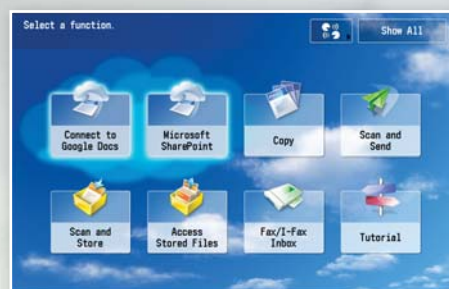 Select a function.
Show All
Connect to
Google Docs
Microsoft
SharePoint
Copy
Scan and
Send
Scan and
Store
Access
Stored Files
Fax/I-Fax
Inbox
Tutorial